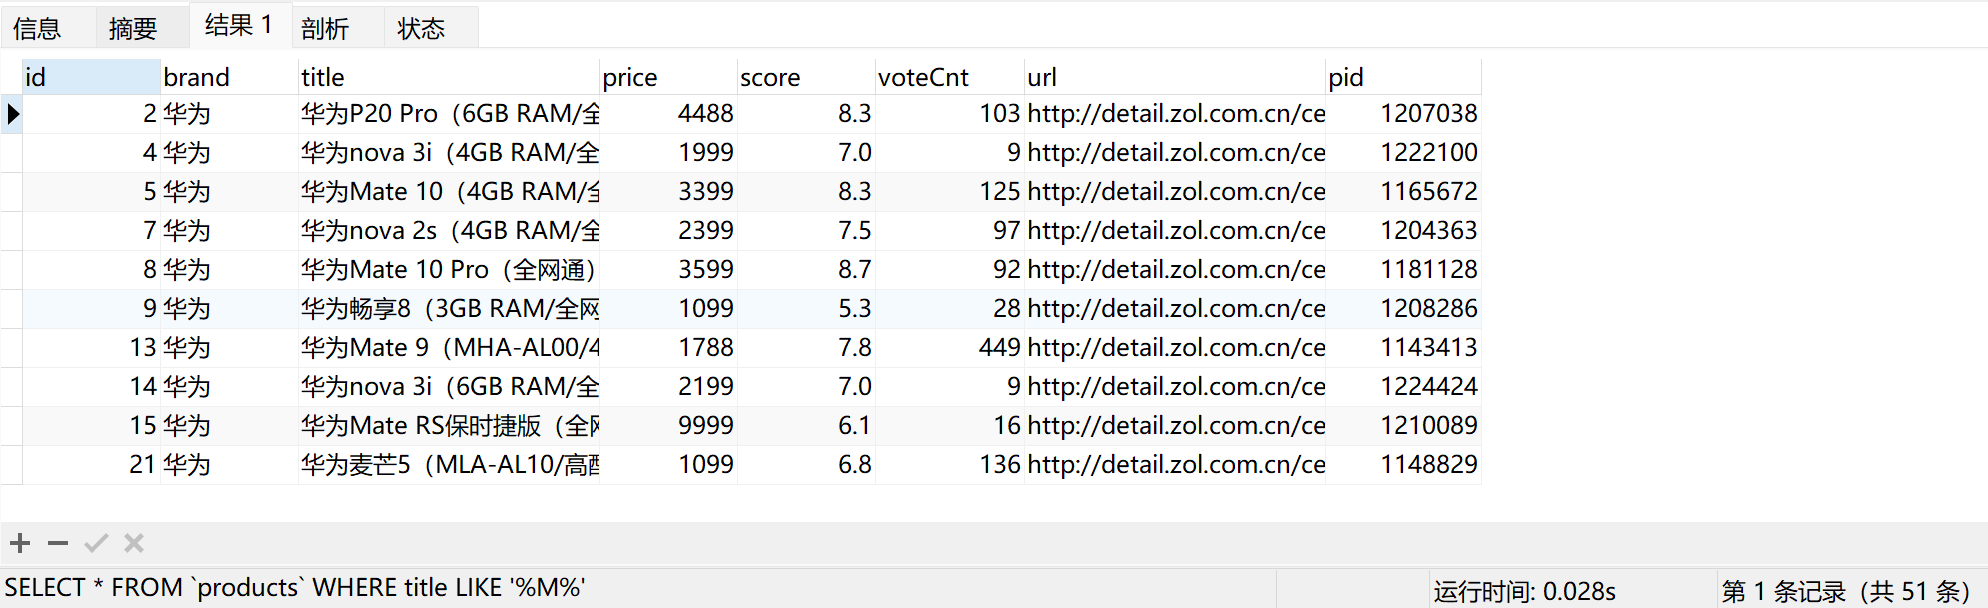 信息 摘要 结果 1 剖析 状态
id brand title price score voteCnt url pid
2 华为 华为P20 Pro（6GB RAM/全 4488 8.3 103 http://detail.zol.com.cn/ce 1207038
4 华为 华为nova 3i（4GB RAM/全 1999 7.0 9 http://detail.zol.com.cn/ce 1222100
5 华为 华为Mate 10（4GB RAM/全 3399 8.3 125 http://detail.zol.com.cn/ce 1165672
7 华为 华为nova 2s（4GB RAM/全 2399 7.5 97 http://detail.zol.com.cn/ce 1204363
8 华为 华为Mate 10 Pro（全网通） 3599 8.7 92 http://detail.zol.com.cn/ce 1181128
9 华为 华为畅享8（3GB RAM/全网 1099 5.3 28 http://detail.zol.com.cn/ce 1208286
13 华为 华为Mate 9（MHA-AL00/4 1788 7.8 449 http://detail.zol.com.cn/ce 1143413
14 华为 华为nova 3i（6GB RAM/全 2199 7.0 9 http://detail.zol.com.cn/ce 1224424
15 华为 华为Mate RS保时捷版（全网 9999 6.1 16 http://detail.zol.com.cn/ce 1210089
21 华为 华为麦芒5（MLA-AL10/高配 1099 6.8 136 http://detail.zol.com.cn/ce 1148829
SELECT * FROM `products` WHERE title LIKE '%M%' 运行时间: 0.028s 第 1 条记录（共 51 条）